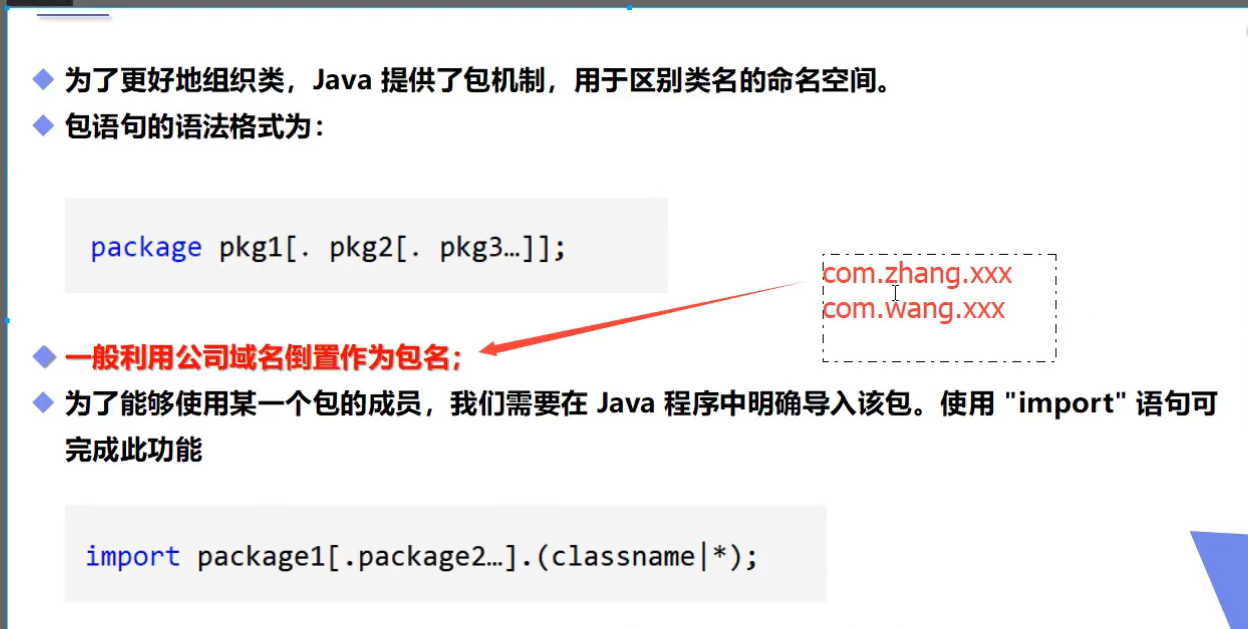 为了更好地组织类，Java 提供了包机制，用于区别类名的命名空间。
包语句的语法格式为：
package pkg1[. pkg2[. pkg3…]];
com.zhang.xxx
com.wang.xxx
一般利用公司域名倒置作为包名；
为了能够使用某一个包的成员，我们需要在 Java 程序中明确导入该包。使用 "import" 语句可
完成此功能
import package1[.package2…].(classname|*);